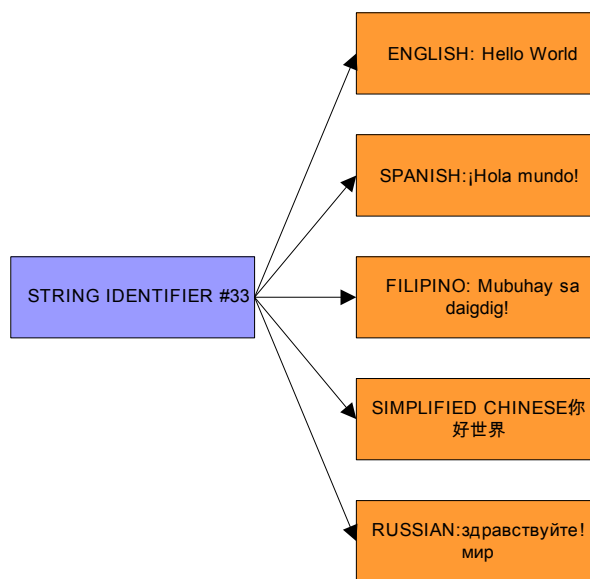 ENGLISH: Hello World
SPANISH:¡Hola mundo!
STRING IDENTIFIER #33
FILIPINO: Mubuhay sa
daigdig!
SIMPLIFIED CHINESE你
好世界
RUSSIAN:здравствуйте!
мир